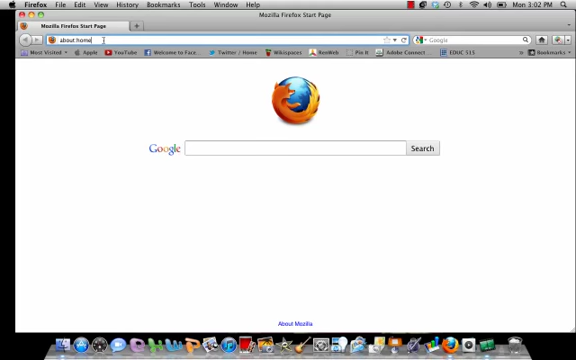 Firefox File Edit View History Bookmarks Tools Window Help Mon 3:02 PM
Mozilla Firefox Start Page
Mozilla Firefox Start Page
about:home Google
Most Visited Apple YouTube Welcome to Face... Twitter / Home Wikispaces RenWeb Pin It Adobe Connect ... EDUC 515 Bookmarks
Google Search
About Mozilla